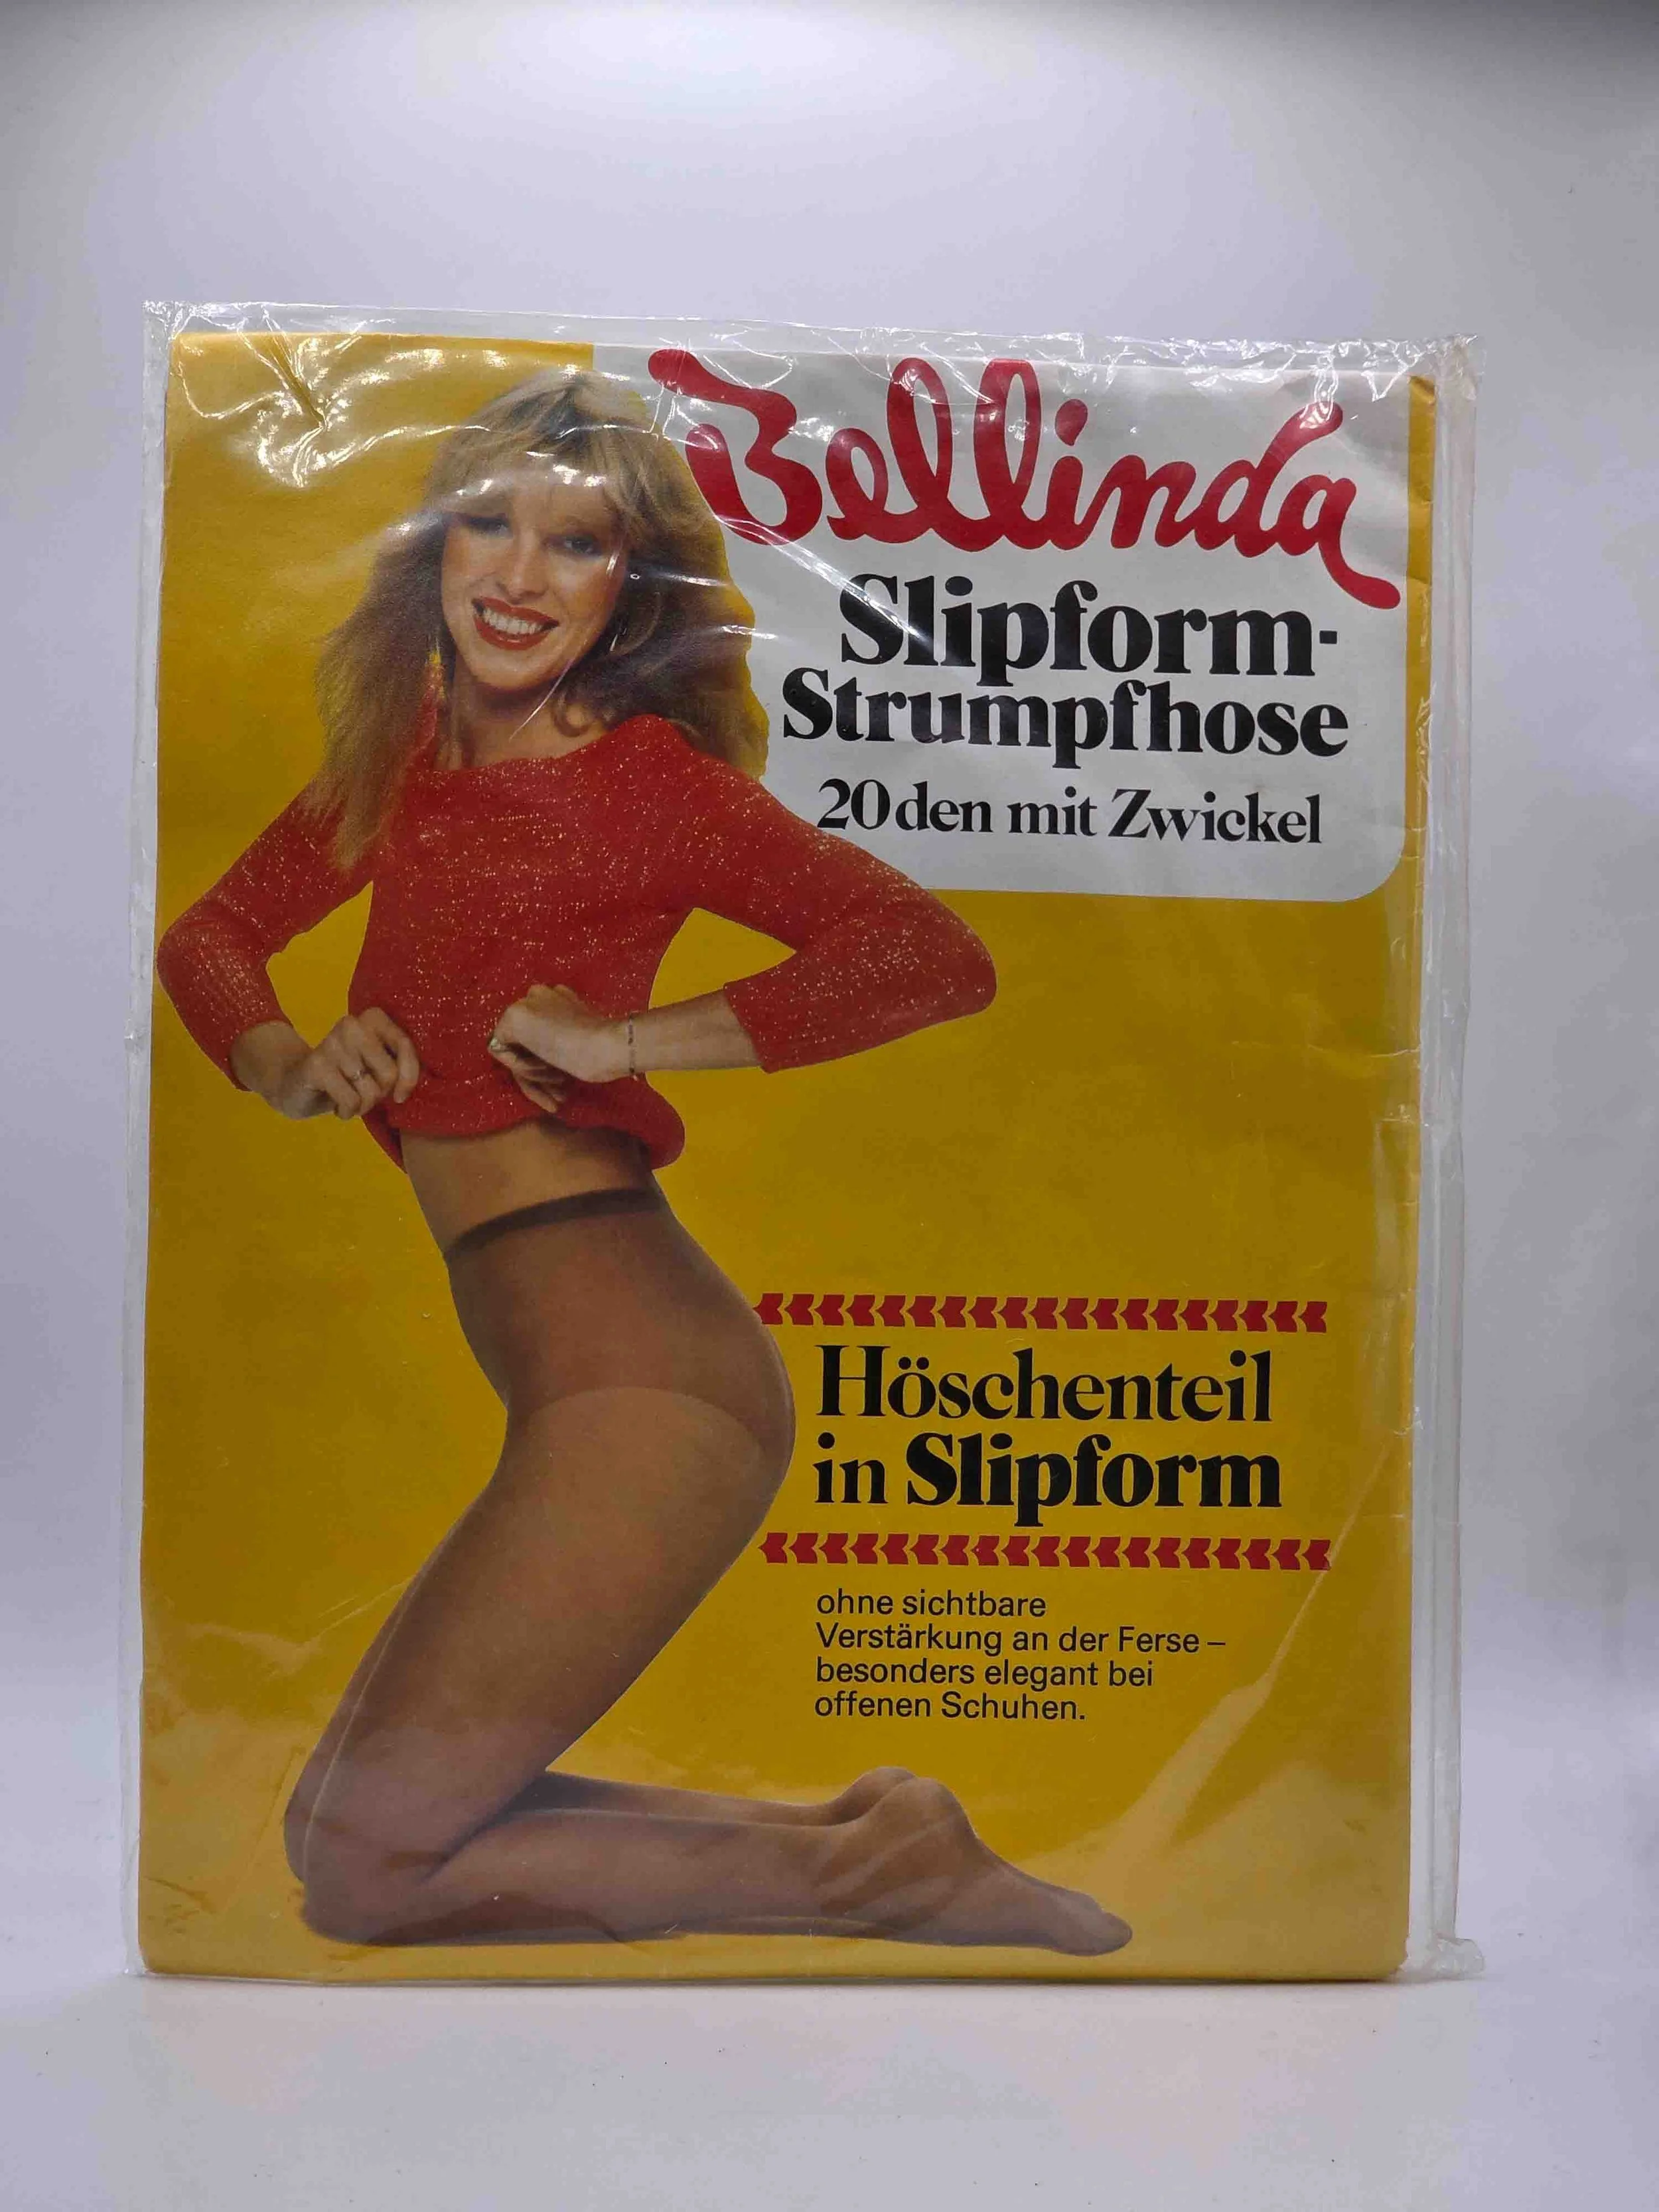 Bellinda
Slipform-
Strumpfhose
20 den mit Zwickel
Höschenteil
in Slipform
ohne sichtbare
Verstärkung an der Ferse –
besonders elegant bei
offenen Schuhen.